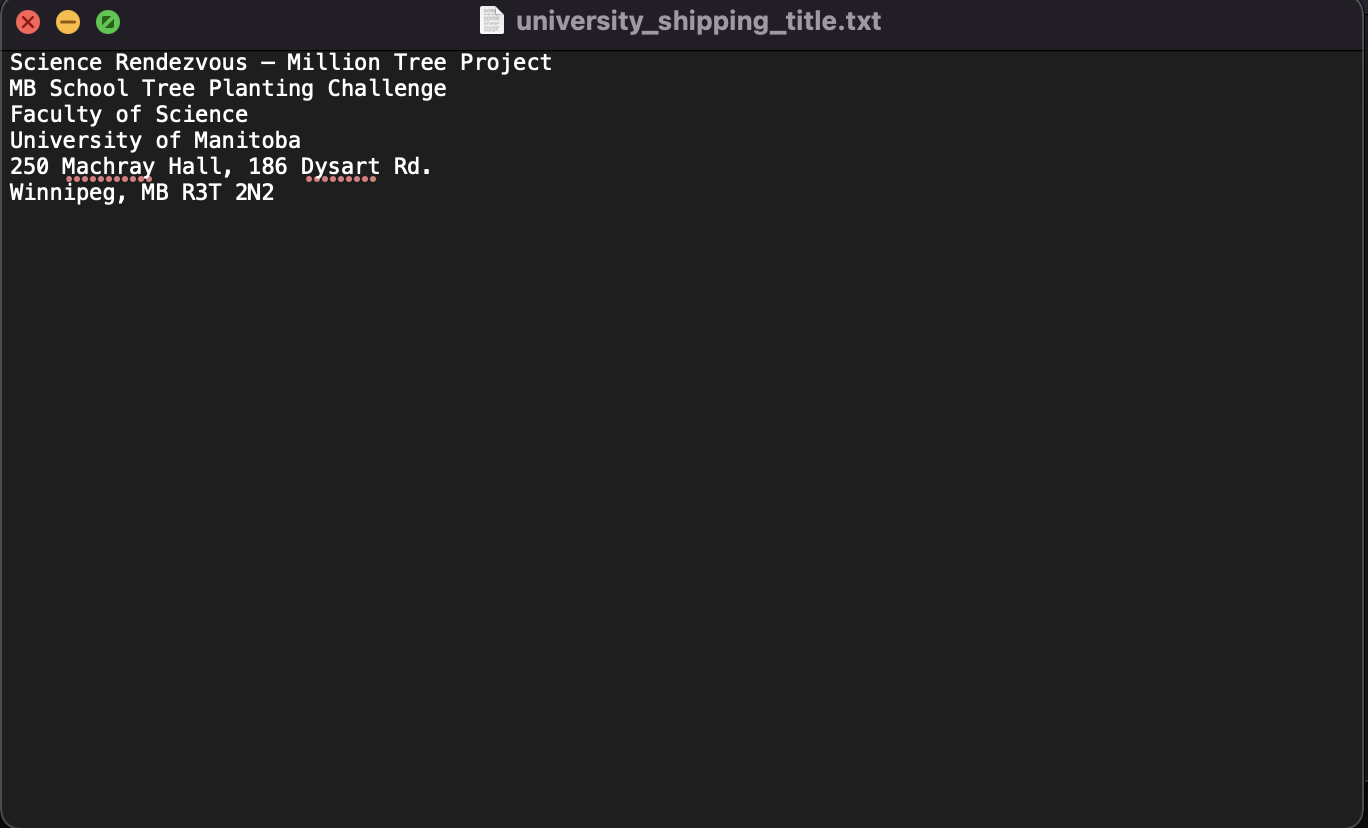 university_shipping_title.txt
Science Rendezvous – Million Tree Project
MB School Tree Planting Challenge
Faculty of Science
University of Manitoba
250 Machray Hall, 186 Dysart Rd.
Winnipeg, MB R3T 2N2